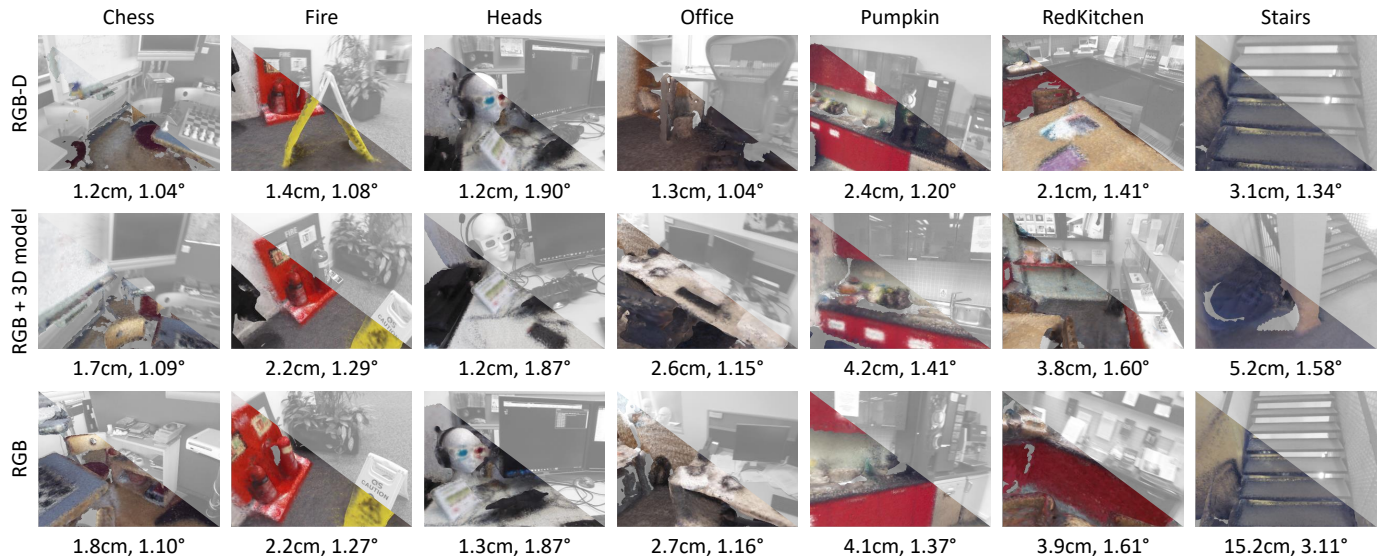 Chess Fire Heads Office Pumpkin RedKitchen Stairs
RGB-D
1.2cm, 1.04° 1.4cm, 1.08° 1.2cm, 1.90° 1.3cm, 1.04° 2.4cm, 1.20° 2.1cm, 1.41° 3.1cm, 1.34°
RGB + 3D model
CAUTION
1.7cm, 1.09° 2.2cm, 1.29° 1.2cm, 1.87° 2.6cm, 1.15° 4.2cm, 1.41° 3.8cm, 1.60° 5.2cm, 1.58°
RGB
CAUTION
1.8cm, 1.10° 2.2cm, 1.27° 1.3cm, 1.87° 2.7cm, 1.16° 4.1cm, 1.37° 3.9cm, 1.61° 15.2cm, 3.11°